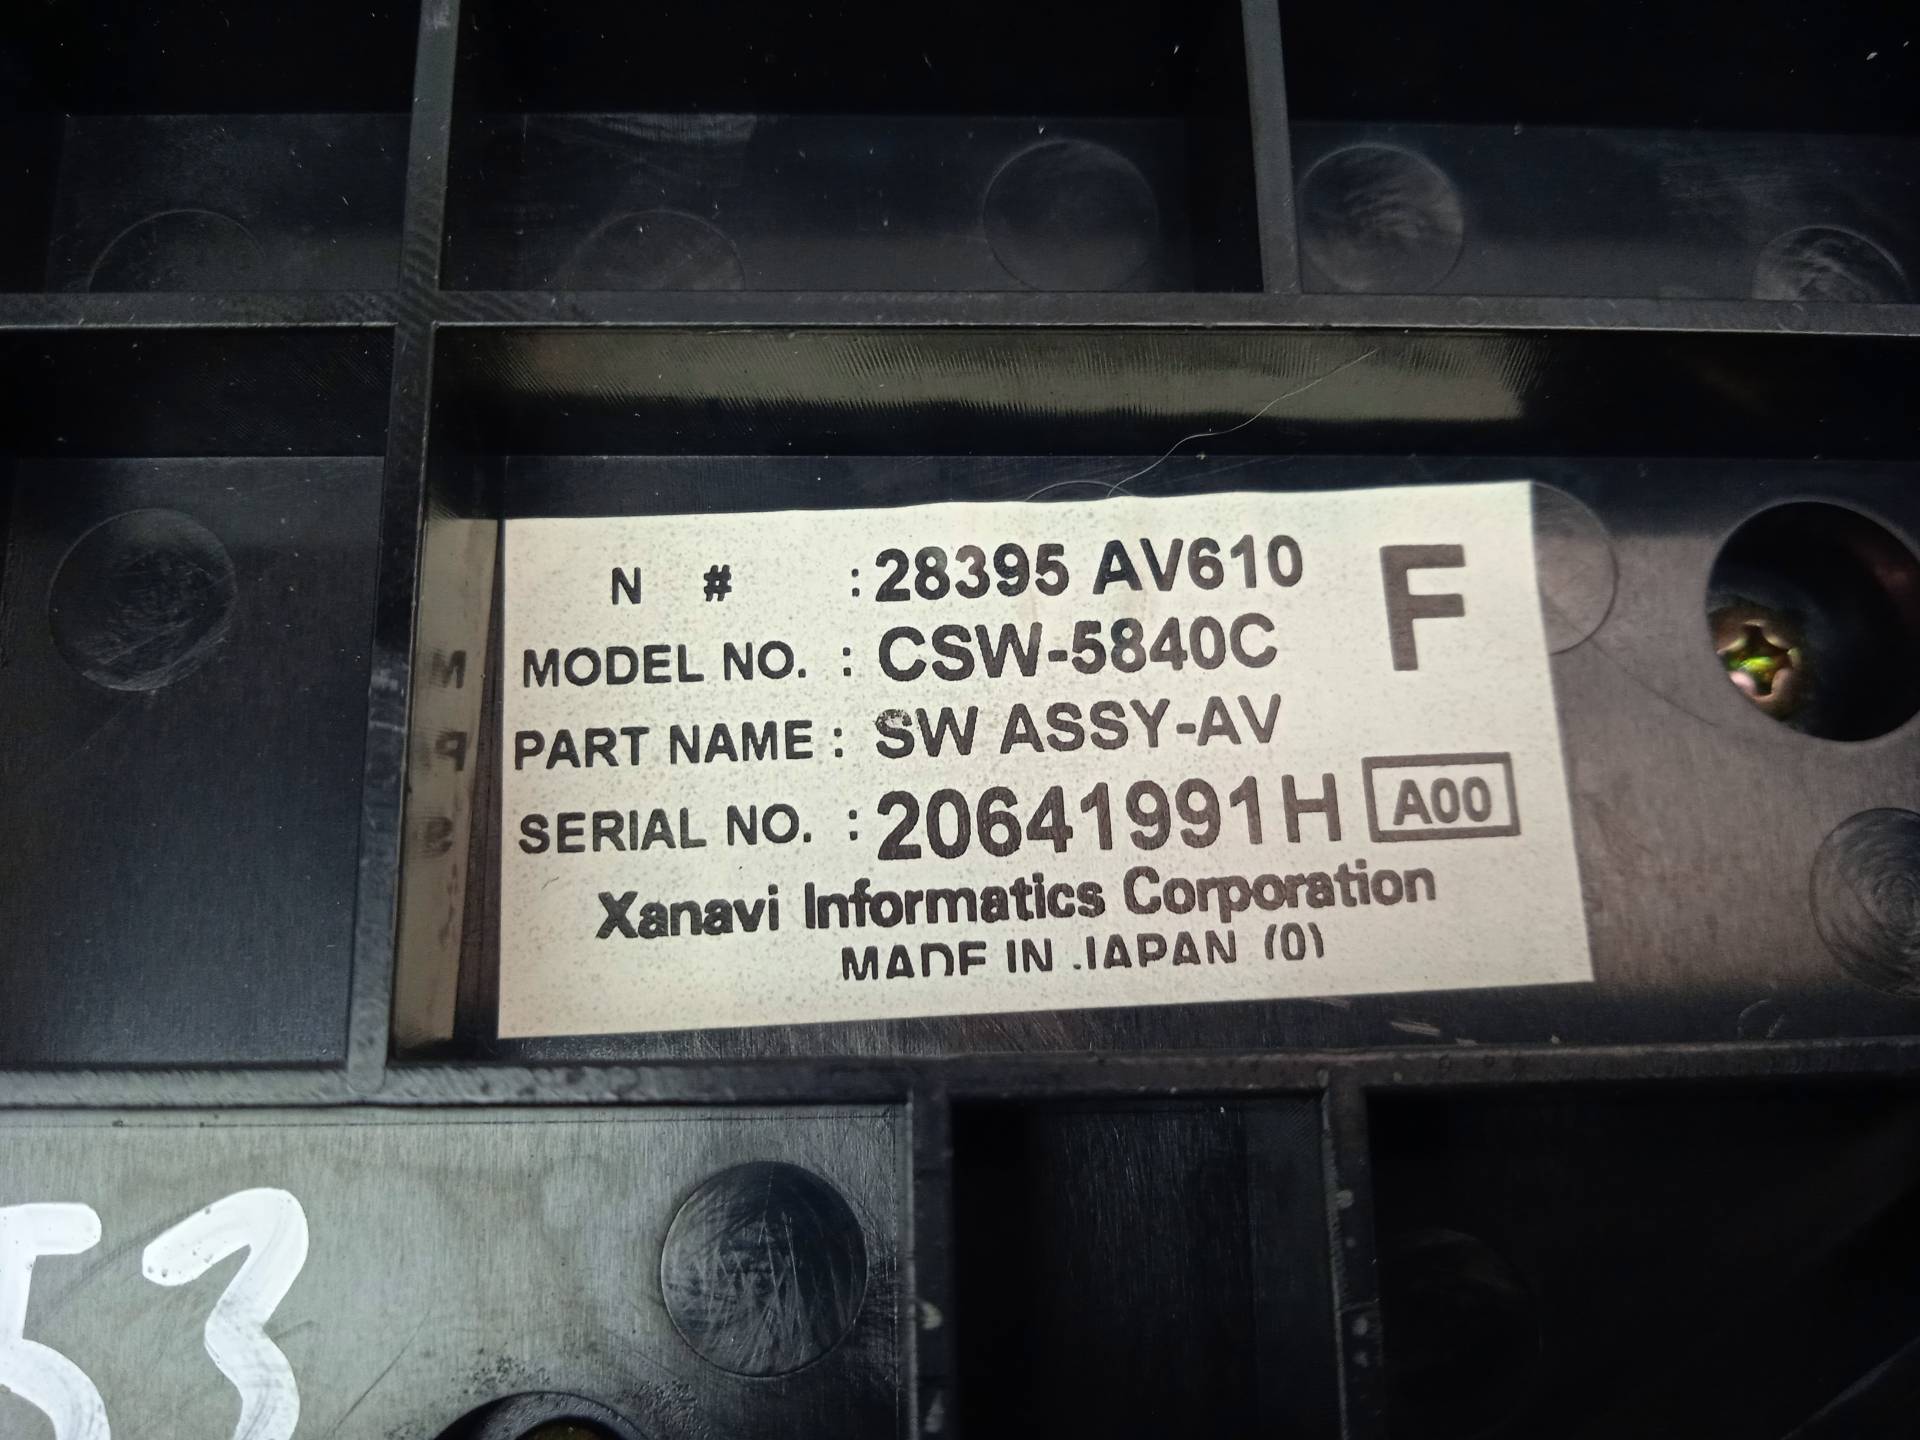 N # : 28395 AV610 F
MODEL NO. : CSW-5840C
PART NAME : SW ASSY-AV
SERIAL NO. : 20641991H A00
Xanavi Informatics Corporation
MADE IN JAPAN (0)
53